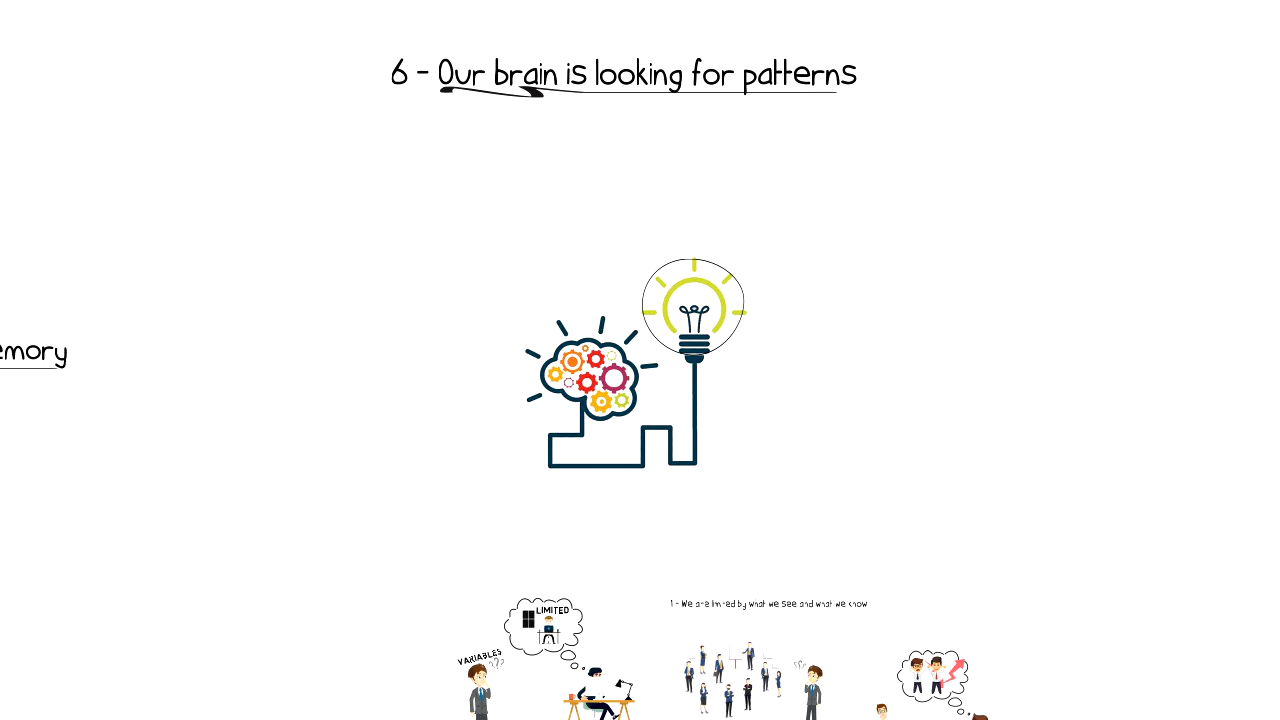 6 - Our brain is looking for patterns
emory
LIMITED
1 - We are limited by what we see and what we know
VARIABLES